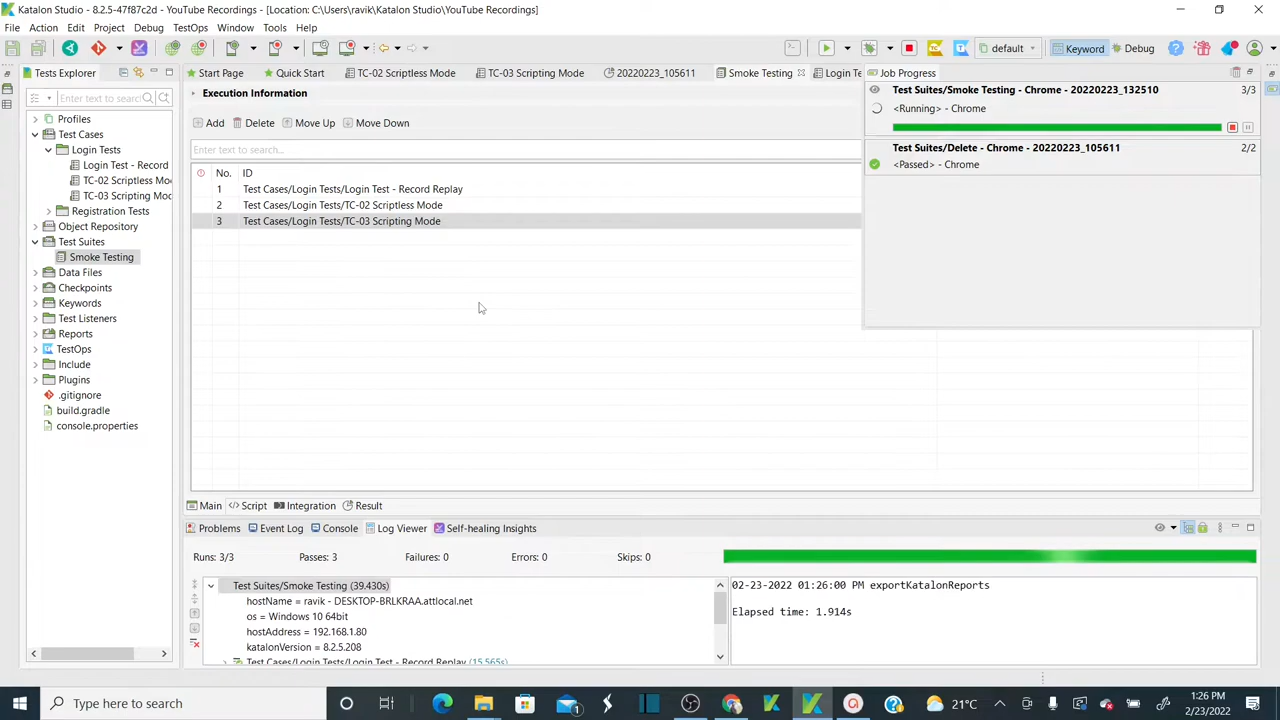 Katalon Studio - 8.2.5-47f87c2d - YouTube Recordings - [Location: C:\Users\ravik\Katalon Studio\YouTube Recordings]
File Action Edit Project Debug TestOps Window Tools Help
default Keyword Debug
Tests Explorer
Start Page Quick Start TC-02 Scriptless Mode TC-03 Scripting Mode 20220223_105611 Smoke Testing Login Te
Job Progress
Enter text to search
Execution Information
Test Suites/Smoke Testing - Chrome - 20220223_132510 3/3
<Running> - Chrome
Test Suites/Delete - Chrome - 20220223_105611 2/2
<Passed> - Chrome
Add Delete Move Up Move Down
Enter text to search...
No. ID
1 Test Cases/Login Tests/Login Test - Record Replay
2 Test Cases/Login Tests/TC-02 Scriptless Mode
3 Test Cases/Login Tests/TC-03 Scripting Mode
Profiles
Test Cases
Login Tests
Login Test - Record
TC-02 Scriptless Mo
TC-03 Scripting Moc
Registration Tests
Object Repository
Test Suites
Smoke Testing
Data Files
Checkpoints
Keywords
Test Listeners
Reports
TestOps
Include
Plugins
.gitignore
build.gradle
console.properties
Main Script Integration Result
Problems Event Log Console Log Viewer Self-healing Insights
Runs: 3/3 Passes: 3 Failures: 0 Errors: 0 Skips: 0
Test Suites/Smoke Testing (39.430s)
hostName = ravik - DESKTOP-BRLKRAA.attlocal.net
os = Windows 10 64bit
hostAddress = 192.168.1.80
katalonVersion = 8.2.5.208
Test Cases/Login Tests/Login Test - Record Replay (15.565s)
02-23-2022 01:26:00 PM exportKatalonReports
Elapsed time: 1.914s
Type here to search
21°C
1:26 PM
2/23/2022